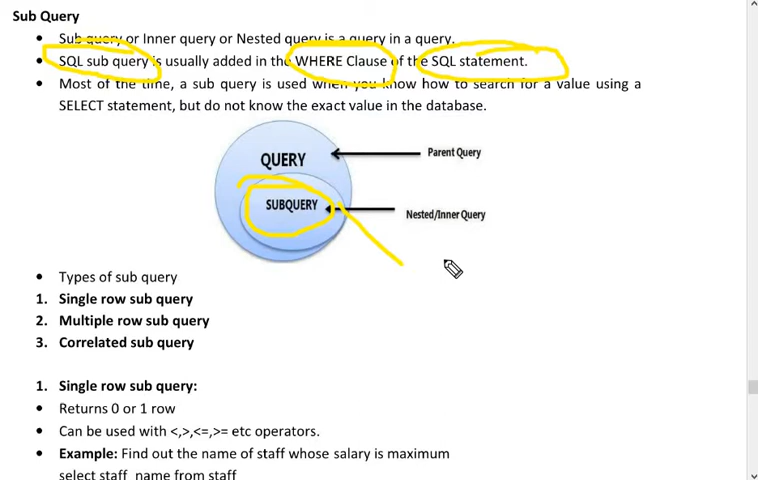 Sub Query
• Sub query or Inner query or Nested query is a query in a query.
• SQL sub query is usually added in the WHERE Clause of the SQL statement.
• Most of the time, a sub query is used when you know how to search for a value using a
SELECT statement, but do not know the exact value in the database.
QUERY
Parent Query
SUBQUERY
Nested/Inner Query
• Types of sub query
1. Single row sub query
2. Multiple row sub query
3. Correlated sub query
1. Single row sub query:
• Returns 0 or 1 row
• Can be used with <,>,<=,>= etc operators.
• Example: Find out the name of staff whose salary is maximum
select staff_name from staff